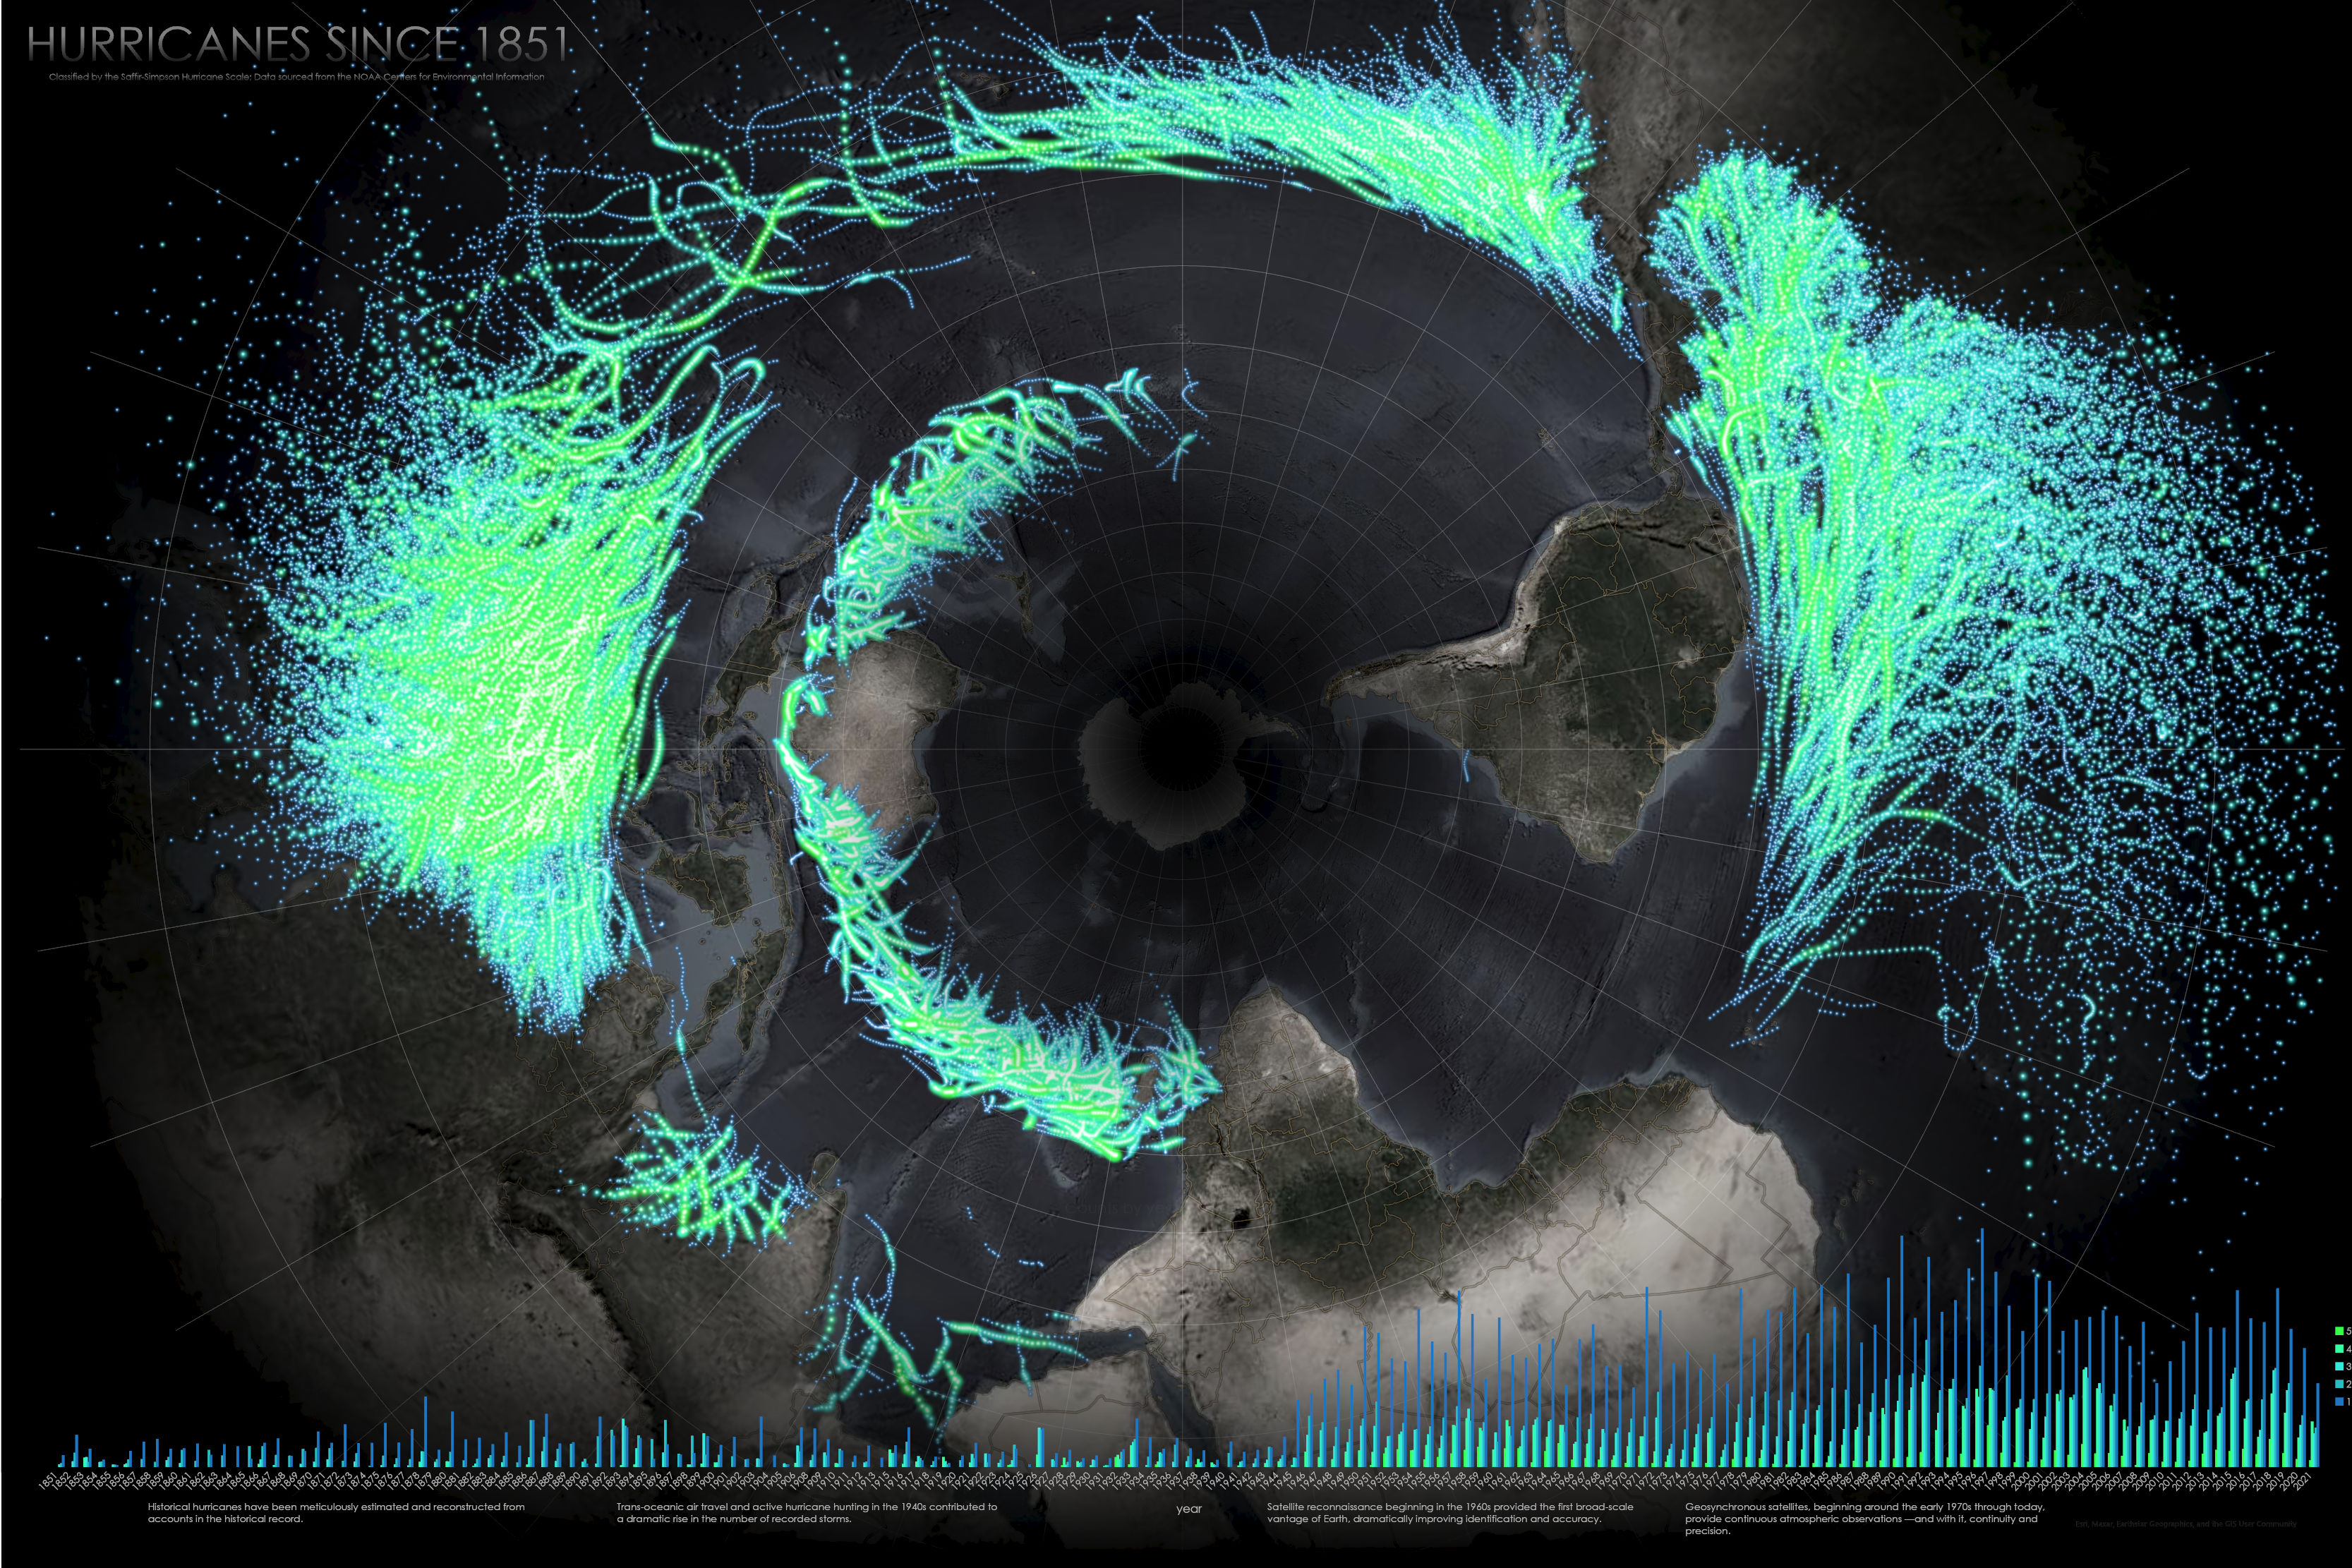 HURRICANES SINCE 1851
Classified by the Saffir-Simpson Hurricane Scale; Data sourced from the NOAA Centers for Environmental Information
5
4
3
2
1
1851 1852 1853 1854 1855 1856 1857 1858 1859 1860 1861 1862 1863 1864 1865 1866 1867 1868 1869 1870 1871 1872 1873 1874 1875 1876 1877 1878 1879 1880 1881 1882 1883 1884 1885 1886 1887 1888 1889 1890 1891 1892 1893 1894 1895 1896 1897 1898 1899 1900 1901 1902 1903 1904 1905 1906 1908 1909 1910 1911 1912 1913 1915 1916 1917 1918 1919 1920 1921 1922 1923 1924 1925 1926 1927 1928 1929 1930 1931 1932 1933 1934 1935 1936 1937 1938 1939 1940 1941 1942 1943 1944 1945 1946 1947 1948 1949 1950 1951 1952 1953 1954 1955 1956 1957 1958 1959 1960 1961 1962 1963 1964 1965 1966 1967 1968 1969 1970 1971 1972 1973 1974 1975 1976 1977 1978 1979 1980 1981 1982 1983 1984 1985 1986 1987 1988 1989 1990 1991 1992 1993 1994 1995 1996 1997 1998 1999 2000 2001 2002 2003 2004 2005 2006 2007 2008 2009 2010 2011 2012 2013 2014 2015 2016 2017 2018 2019 2020 2021
Historical hurricanes have been meticulously estimated and reconstructed from
accounts in the historical record.
Trans-oceanic air travel and active hurricane hunting in the 1940s contributed to
a dramatic rise in the number of recorded storms.
year
Satellite reconnaissance beginning in the 1960s provided the first broad-scale
vantage of Earth, dramatically improving identification and accuracy.
Geosynchronous satellites, beginning around the early 1970s through today,
provide continuous atmospheric observations —and with it, continuity and
precision.
Esri, Maxar, Earthstar Geographics, and the GIS User Community